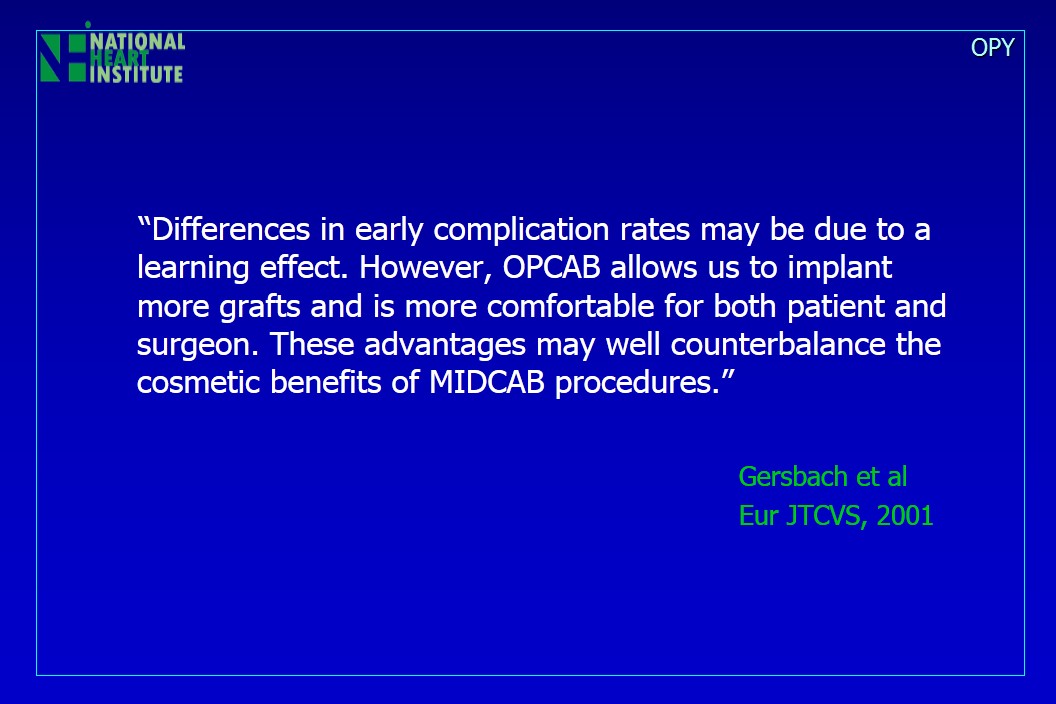 NATIONAL
HEART
INSTITUTE
OPY
“Differences in early complication rates may be due to a
learning effect. However, OPCAB allows us to implant
more grafts and is more comfortable for both patient and
surgeon. These advantages may well counterbalance the
cosmetic benefits of MIDCAB procedures.”
Gersbach et al
Eur JTCVS, 2001